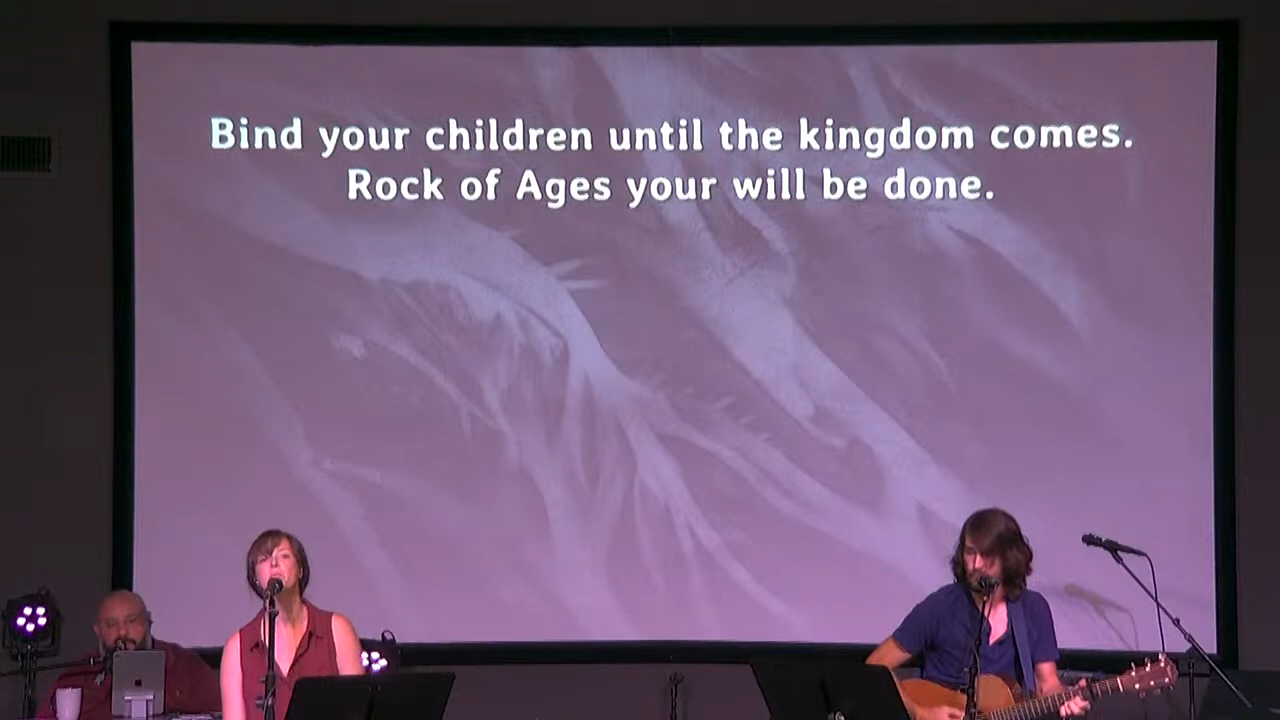 Bind your children until the kingdom comes.
Rock of Ages your will be done.